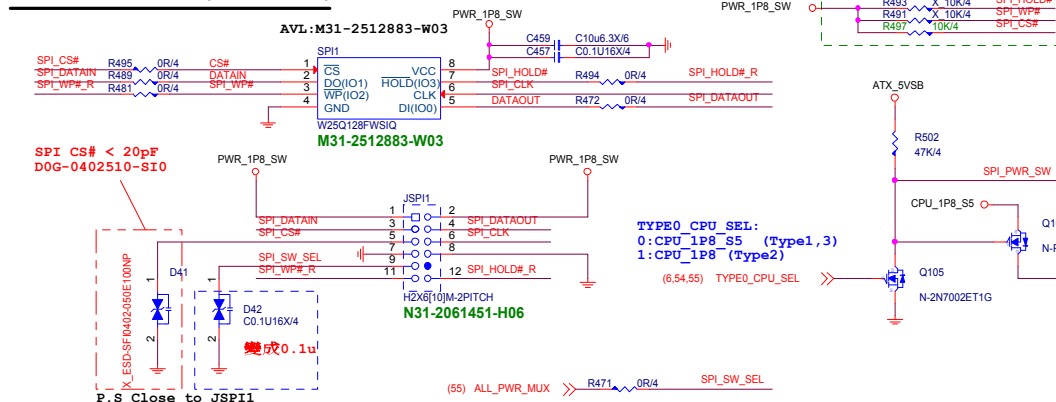 AVL:M31-2512883-W03
PWR_1P8_SW
C459 C10u6.3X/6
C457 C0.1U16X/4
SPI1
SPI_CS# R495 0R/4 CS# 1 CS VCC 8
SPI_DATAIN R489 0R/4 DATAIN 2 DO(IO1) HOLD(IO3) 7 SPI_HOLD# R494 0R/4 SPI_HOLD#_R
SPI_WP#_R R481 0R/4 SPI_WP# 3 WP(IO2) CLK 6 SPI_CLK
4 GND DI(IO0) 5 DATAOUT R472 0R/4 SPI_DATAOUT
W25Q128FWSIQ
M31-2512883-W03
PWR_1P8_SW
R493 X_10K/4 SPI_HOLD#
R491 X_10K/4 SPI_WP#
R497 10K/4 SPI_CS#
SPI CS# < 20pF
D0G-0402510-SI0
PWR_1P8_SW
PWR_1P8_SW
JSPI1
1 2
SPI_DATAIN 3 4 SPI_DATAOUT
SPI_CS# 5 6 SPI_CLK
7 8
SPI_SW_SEL 9
SPI_WP#_R 11 12 SPI_HOLD#_R
H2X6[10]M-2PITCH
N31-2061451-H06
X_ESD-SFI0402-050E100NP
D41
1
2
1
D42
C0.1U16X/4
2
變成0.1u
P.S Close to JSPI1
ATX_5VSB
R502
47K/4
SPI_PWR_SW
CPU_1P8_S5
TYPE0_CPU_SEL:
0:CPU_1P8_S5 (Type1,3)
1:CPU_1P8 (Type2)
(6,54,55) TYPE0_CPU_SEL
Q105
N-2N7002ET1G
(55) ALL_PWR_MUX R471 0R/4 SPI_SW_SEL